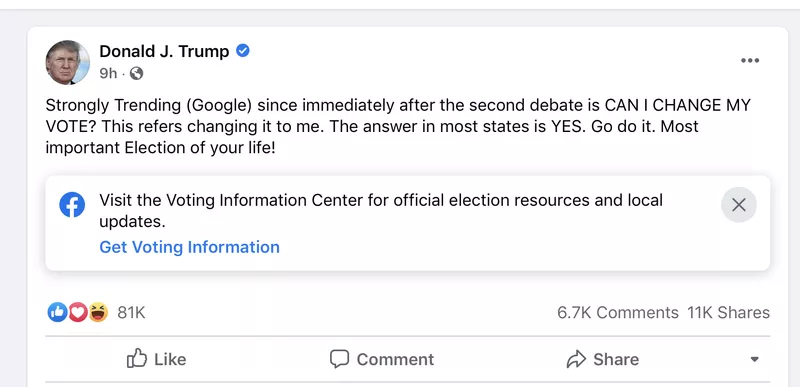 Donald J. Trump
9h ·
Strongly Trending (Google) since immediately after the second debate is CAN I CHANGE MY
VOTE? This refers changing it to me. The answer in most states is YES. Go do it. Most
important Election of your life!
Visit the Voting Information Center for official election resources and local
updates.
Get Voting Information
81K
6.7K Comments 11K Shares
Like Comment Share